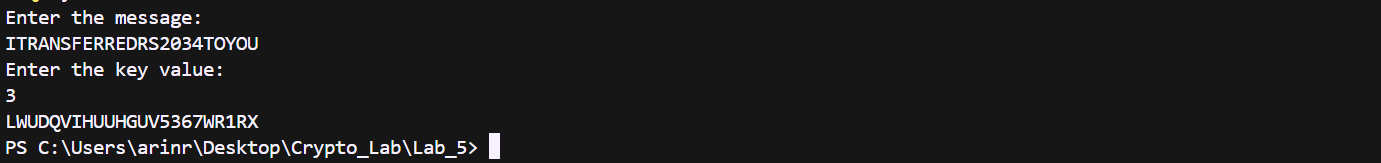 Enter the message:
ITRANSFERREDRS2034TOYOU
Enter the key value:
3
LWUDQVIHUUHGUV5367WR1RX
PS C:\Users\arinr\Desktop\Crypto_Lab\Lab_5>